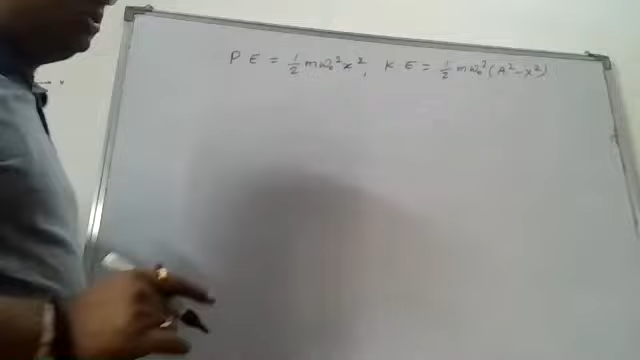 P E = 1/2 mω₀²x², K E = 1/2 mω₀²(A²-x²)